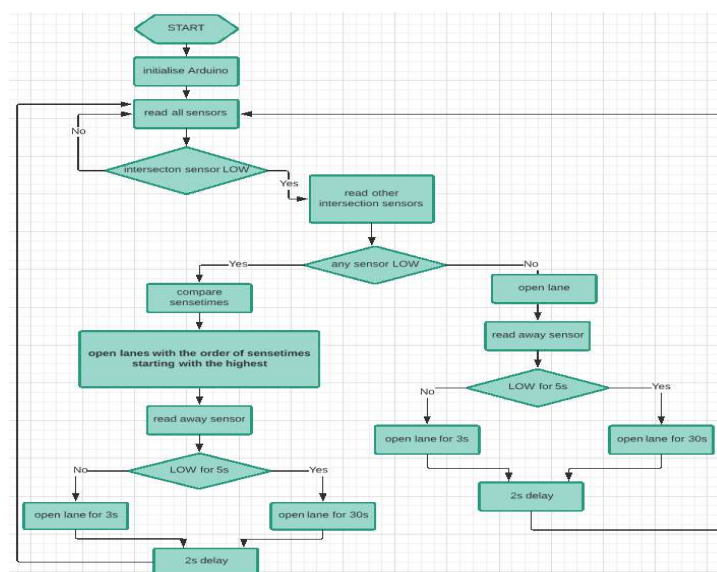 START
initialise Arduino
read all sensors
No
intersecton sensor LOW
Yes
read other
intersection sensors
any sensor LOW
Yes
No
compare
sensetimes
open lane
open lanes with the order of sensetimes
starting with the highest
read away sensor
read away sensor
LOW for 5s
No
Yes
open lane for 3s
open lane for 30s
LOW for 5s
No
Yes
open lane for 3s
open lane for 30s
2s delay
2s delay